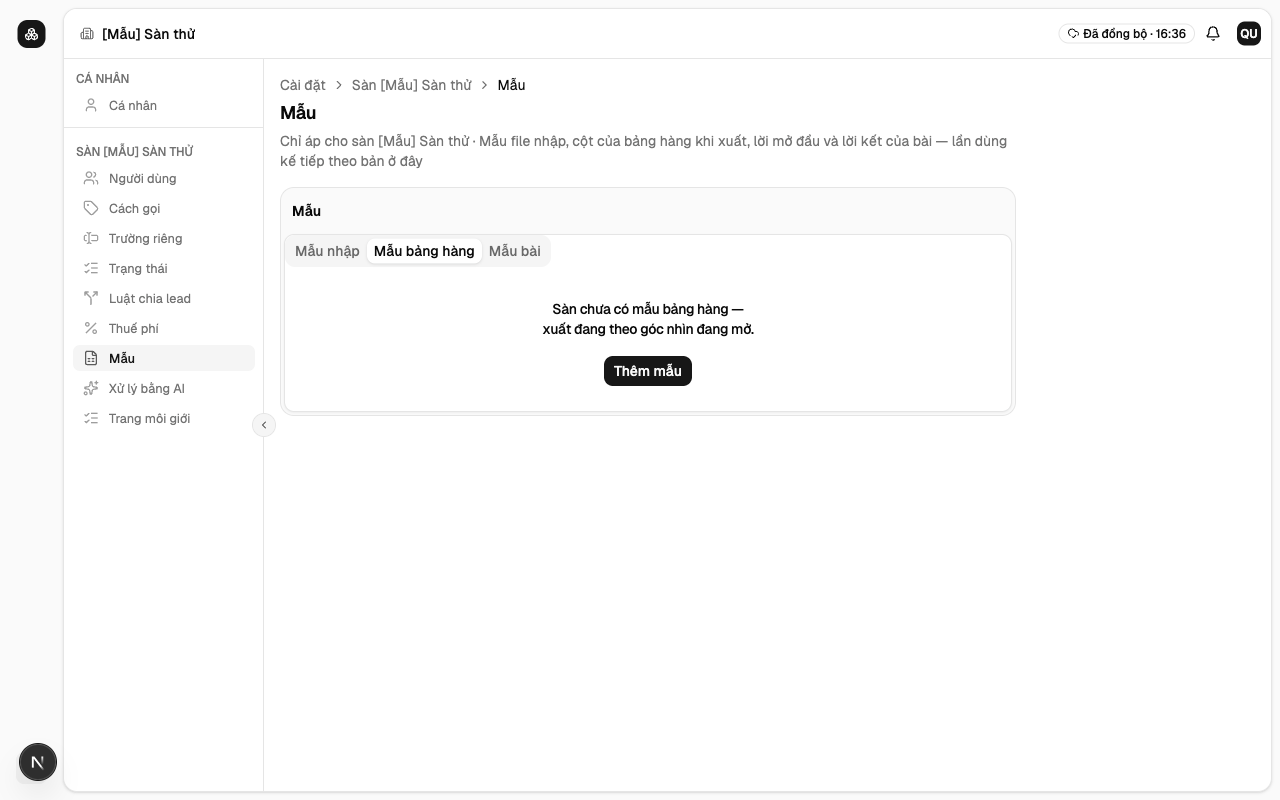 [Mẫu] Sàn thử
Đã đồng bộ · 16:36
QU
CÁ NHÂN
Cá nhân
SÀN [MẪU] SÀN THỬ
Người dùng
Cách gọi
Trường riêng
Trạng thái
Luật chia lead
Thuế phí
Mẫu
Xử lý bằng AI
Trang môi giới
Cài đặt > Sàn [Mẫu] Sàn thử > Mẫu
Mẫu
Chỉ áp cho sàn [Mẫu] Sàn thử · Mẫu file nhập, cột của bảng hàng khi xuất, lời mở đầu và lời kết của bài — lần dùng
kế tiếp theo bản ở đây
Mẫu
Mẫu nhập Mẫu bảng hàng Mẫu bài
Sàn chưa có mẫu bảng hàng —
xuất đang theo góc nhìn đang mở.
Thêm mẫu
N